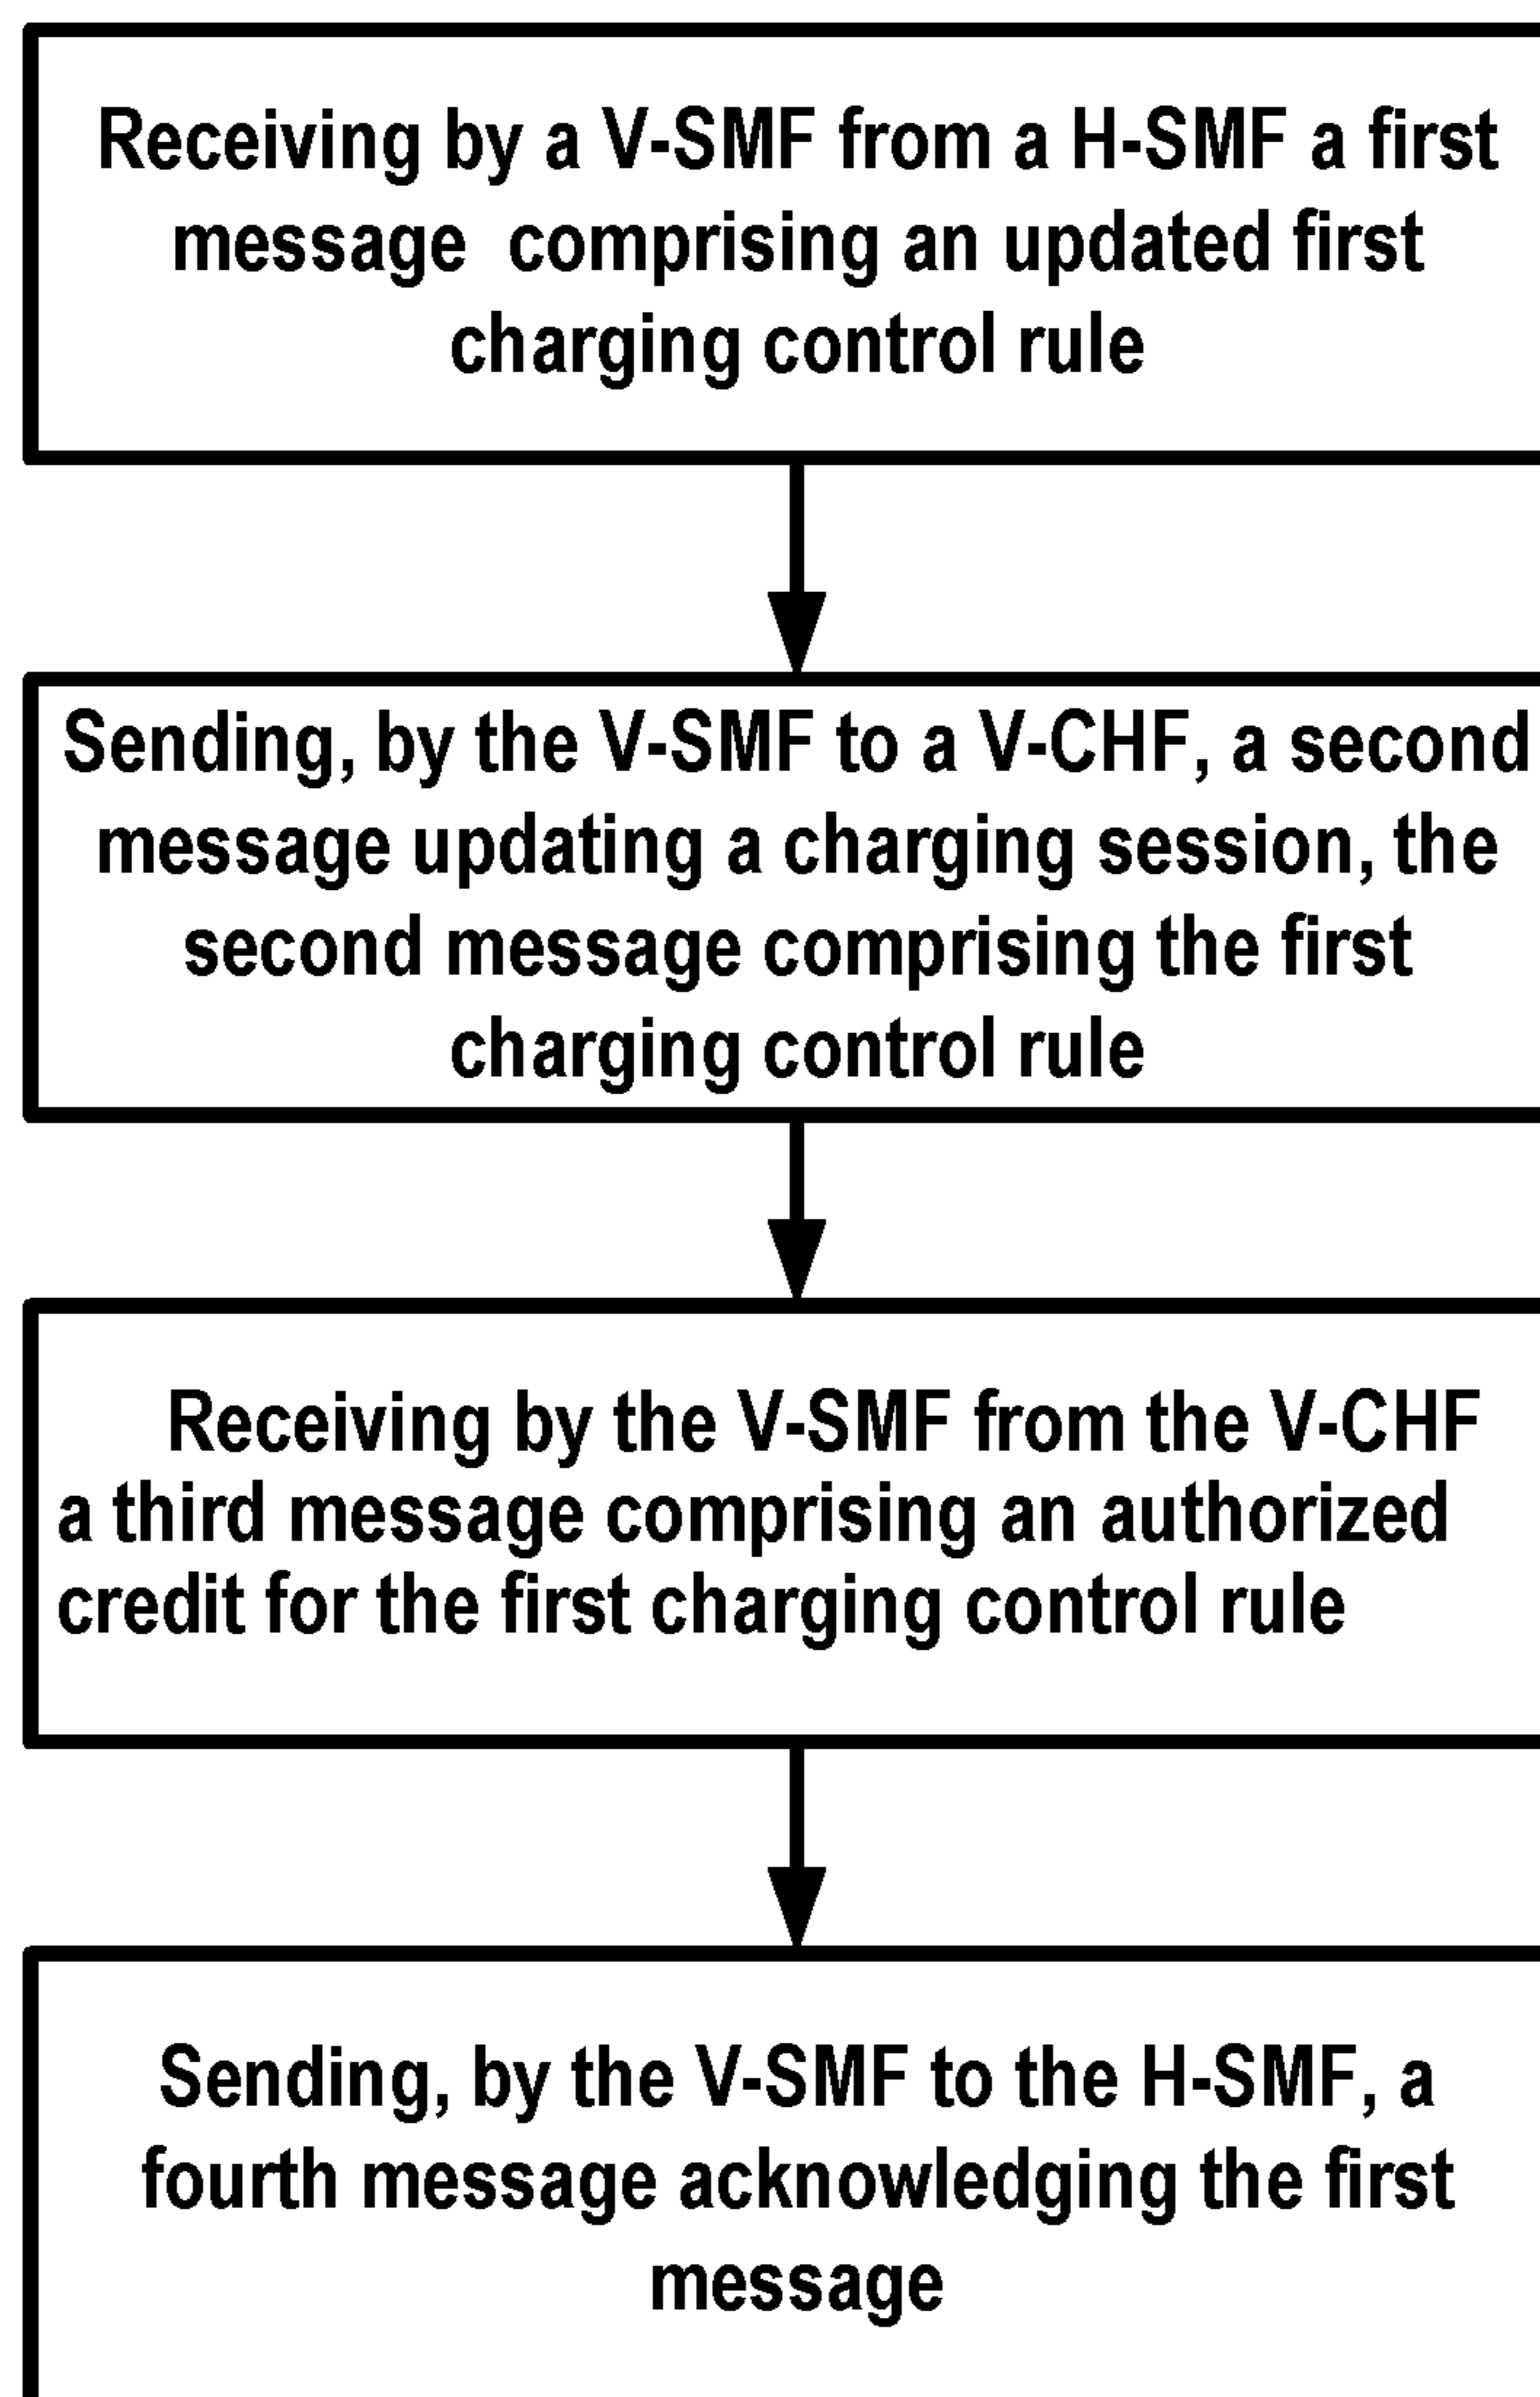 Receiving by a V-SMF from a H-SMF a first
message comprising an updated first
charging control rule
Sending, by the V-SMF to a V-CHF, a second
message updating a charging session, the
second message comprising the first
charging control rule
Receiving by the V-SMF from the V-CHF
a third message comprising an authorized
credit for the first charging control rule
Sending, by the V-SMF to the H-SMF, a
fourth message acknowledging the first
message